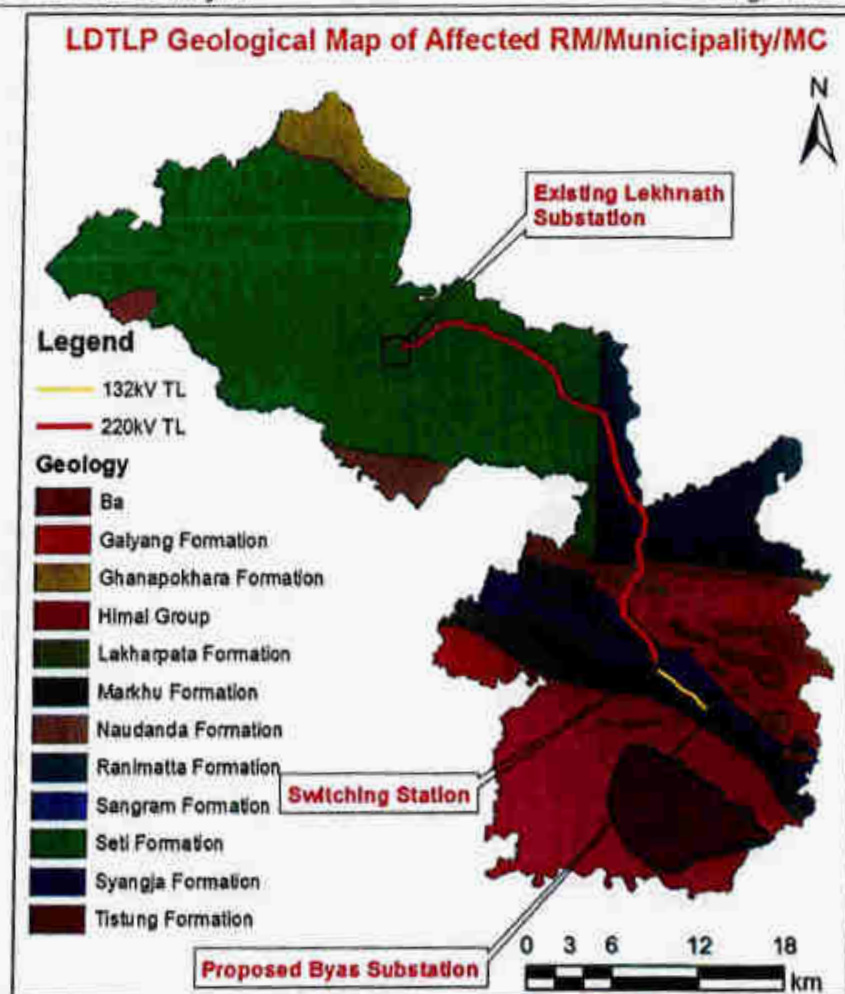 LDTLP Geological Map of Affected RM/Municipality/MC
N
Existing Lekhnath
Substation
Legend
132kV TL
220kV TL
Geology
Ba
Galyang Formation
Ghanapokhara Formation
Himal Group
Lakharpata Formation
Markhu Formation
Naudanda Formation
Ranimatta Formation
Sangram Formation
Seti Formation
Syangja Formation
Tistung Formation
Switching Station
Proposed Byas Substation
0 3 6 12 18
km